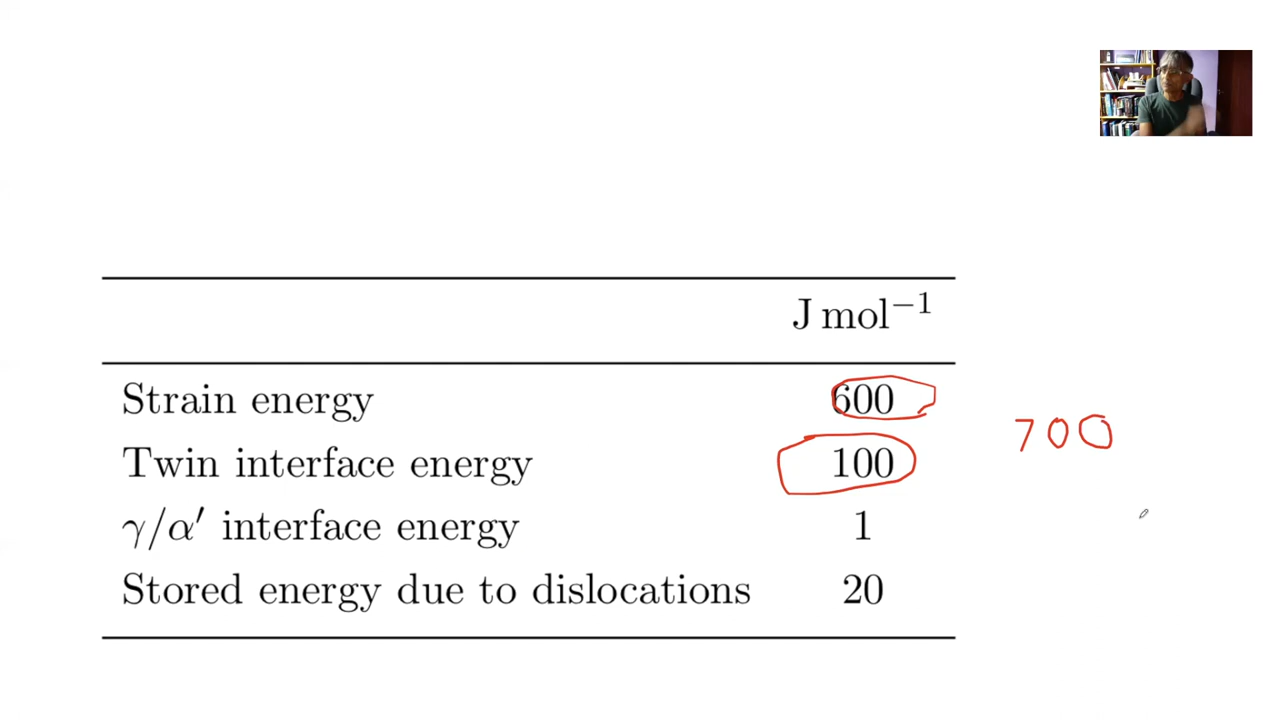 J mol⁻¹
Strain energy 600
Twin interface energy 100
700
γ/α′ interface energy 1
Stored energy due to dislocations 20